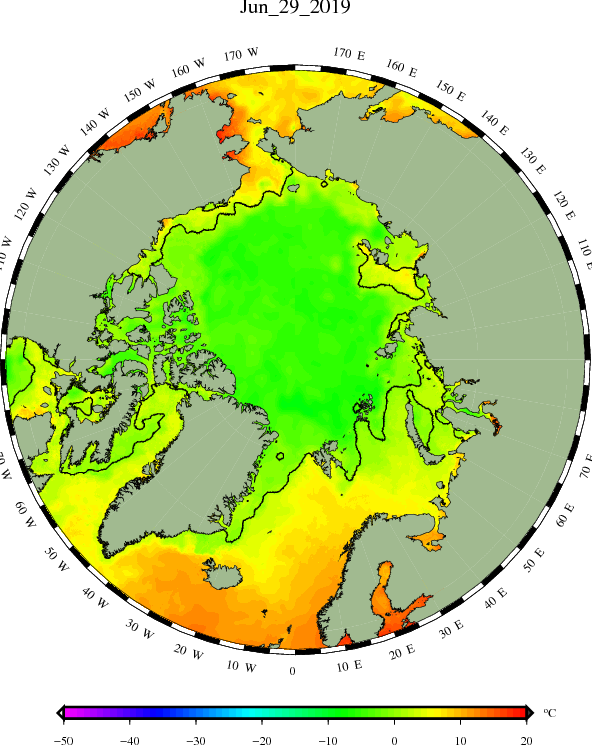 Jun_29_2019
170 W
170 E
160 W
160 E
150 W
150 E
140 W
140 E
130 W
130 E
120 W
120 E
110 E
70 E
60 W
60 E
50 W
50 E
40 W
40 E
30 W
30 E
20 W
20 E
10 W
10 E
0
°C
−50 −40 −30 −20 −10 0 10 20